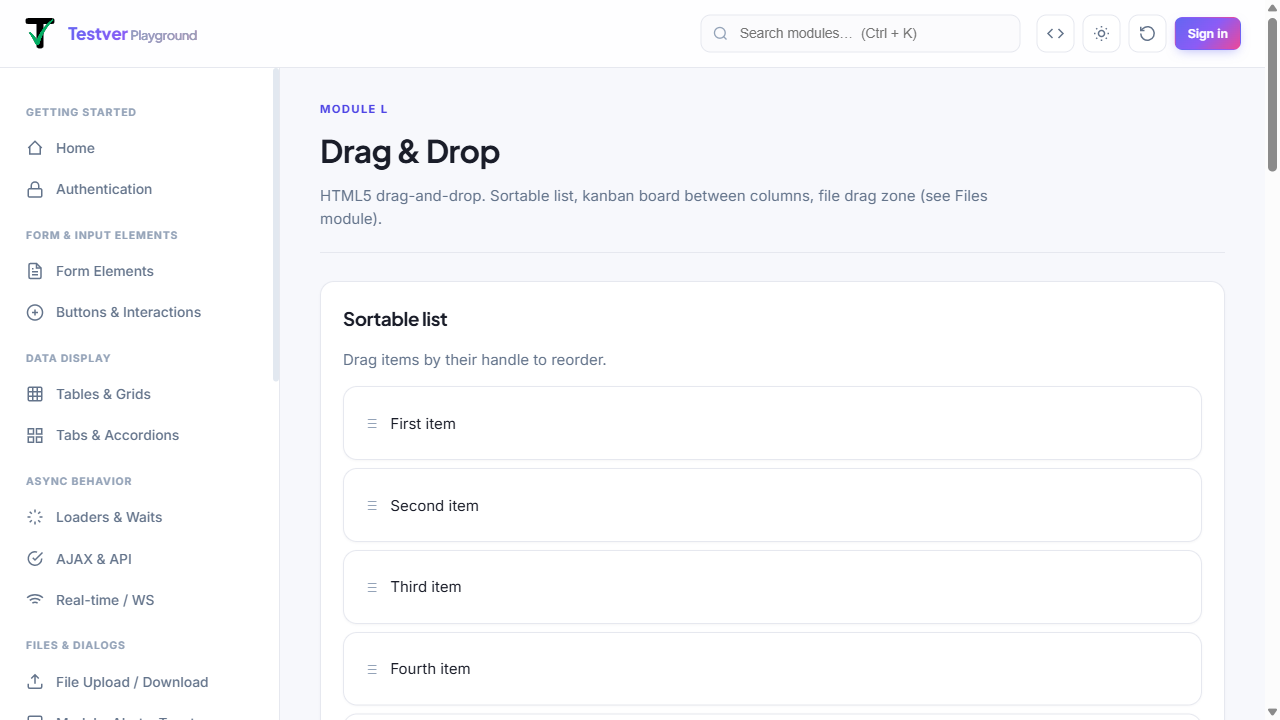 Testver Playground
Search modules… (Ctrl + K)
Sign in
GETTING STARTED
Home
Authentication
FORM & INPUT ELEMENTS
Form Elements
Buttons & Interactions
DATA DISPLAY
Tables & Grids
Tabs & Accordions
ASYNC BEHAVIOR
Loaders & Waits
AJAX & API
Real-time / WS
FILES & DIALOGS
File Upload / Download
MODULE L
Drag & Drop
HTML5 drag-and-drop. Sortable list, kanban board between columns, file drag zone (see Files
module).
Sortable list
Drag items by their handle to reorder.
First item
Second item
Third item
Fourth item